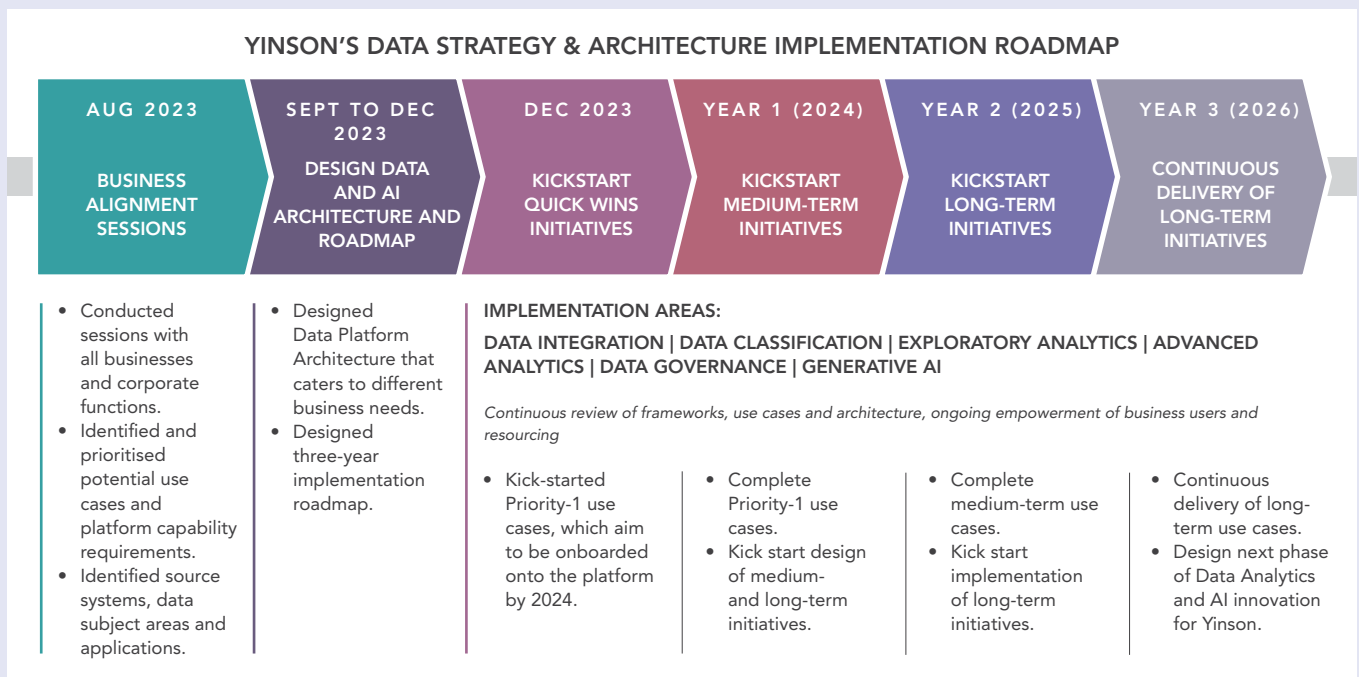 YINSON'S DATA STRATEGY & ARCHITECTURE IMPLEMENTATION ROADMAP
AUG 2023
BUSINESS
ALIGNMENT
SESSIONS
SEPT TO DEC
2023
DESIGN DATA
AND AI
ARCHITECTURE AND
ROADMAP
DEC 2023
KICKSTART
QUICK WINS
INITIATIVES
YEAR 1 (2024)
KICKSTART
MEDIUM-TERM
INITIATIVES
YEAR 2 (2025)
KICKSTART
LONG-TERM
INITIATIVES
YEAR 3 (2026)
CONTINUOUS
DELIVERY OF
LONG-TERM
INITIATIVES
• Conducted
sessions with
all businesses
and corporate
functions.
• Identified and
prioritised
potential use
cases and
platform capability
requirements.
• Identified source
systems, data
subject areas and
applications.
• Designed
Data Platform
Architecture that
caters to different
business needs.
• Designed
three-year
implementation
roadmap.
IMPLEMENTATION AREAS:
DATA INTEGRATION | DATA CLASSIFICATION | EXPLORATORY ANALYTICS | ADVANCED
ANALYTICS | DATA GOVERNANCE | GENERATIVE AI
Continuous review of frameworks, use cases and architecture, ongoing empowerment of business users and
resourcing
• Kick-started
Priority-1 use
cases, which aim
to be onboarded
onto the platform
by 2024.
• Complete
Priority-1 use
cases.
• Kick start design
of medium-
and long-term
initiatives.
• Complete
medium-term use
cases.
• Kick start
implementation
of long-term
initiatives.
• Continuous
delivery of long-
term use cases.
• Design next phase
of Data Analytics
and AI innovation
for Yinson.